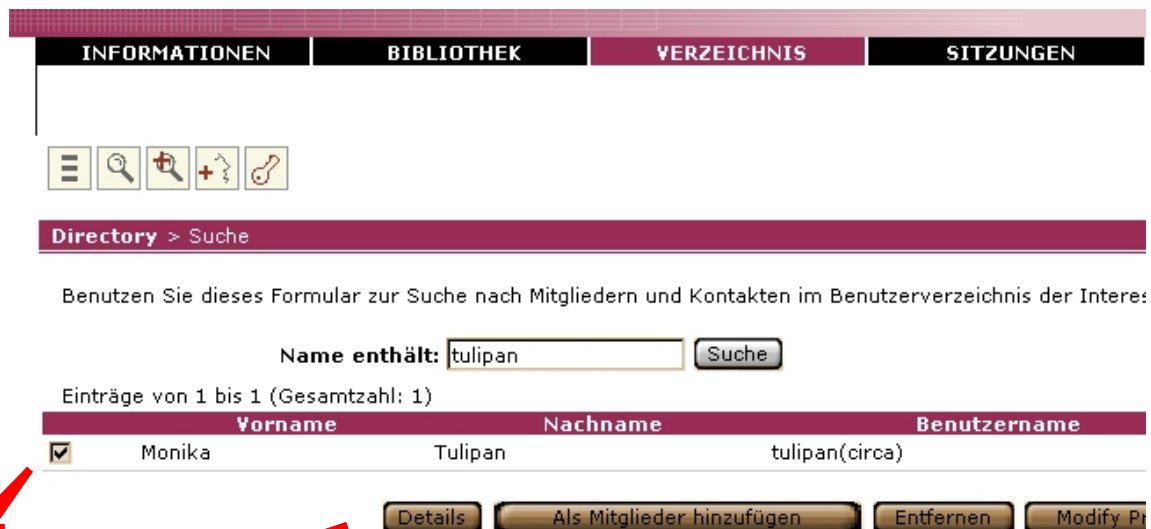 INFORMATIONEN BIBLIOTHEK VERZEICHNIS SITZUNGEN
Directory > Suche
Benutzen Sie dieses Formular zur Suche nach Mitgliedern und Kontakten im Benutzerverzeichnis der
Name enthält: tulipan Suche
Einträge von 1 bis 1 (Gesamtzahl: 1)
Vorname Nachname Benutzername
Monika Tulipan tulipan(circa)
Details Als Mitglieder hinzufügen Entfernen Modify